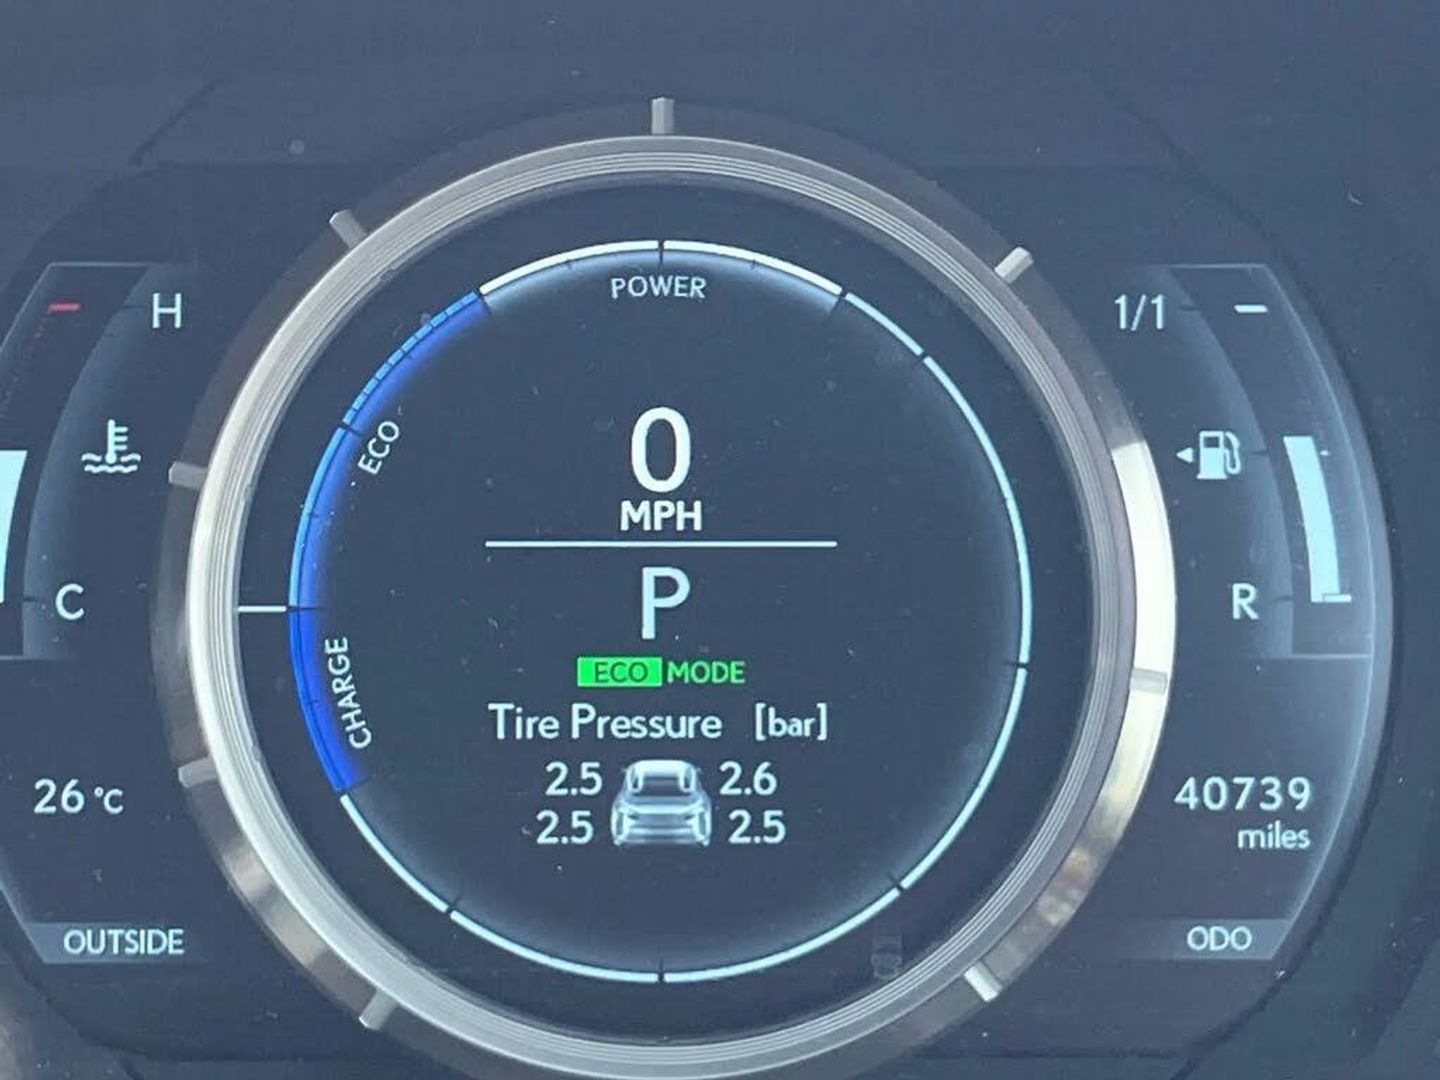 POWER
H
1/1
ECO
0
MPH
C
P
R
CHARGE
ECO MODE
Tire Pressure [bar]
2.5 2.6
2.5 2.5
26 °C
40739
miles
OUTSIDE
ODO